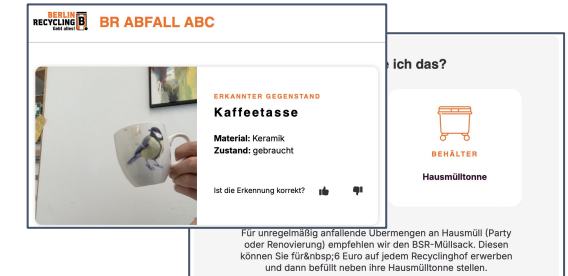 BERLIN
RECYCLING
Gebt alles!
BR ABFALL ABC
ERKANNTER GEGENSTAND
Kaffeetasse
Material: Keramik
Zustand: gebraucht
Ist die Erkennung korrekt?
ich das?
BEHÄLTER
Hausmülltonne
Für unregelmäßig anfallende Übermengen an Hausmüll (Party
oder Renovierung) empfehlen wir den BSR-Müllsack. Diesen
können Sie für&nbsp;6 Euro auf jedem Recyclinghof erwerben
und dann befüllt neben ihre Hausmülltonne stellen.